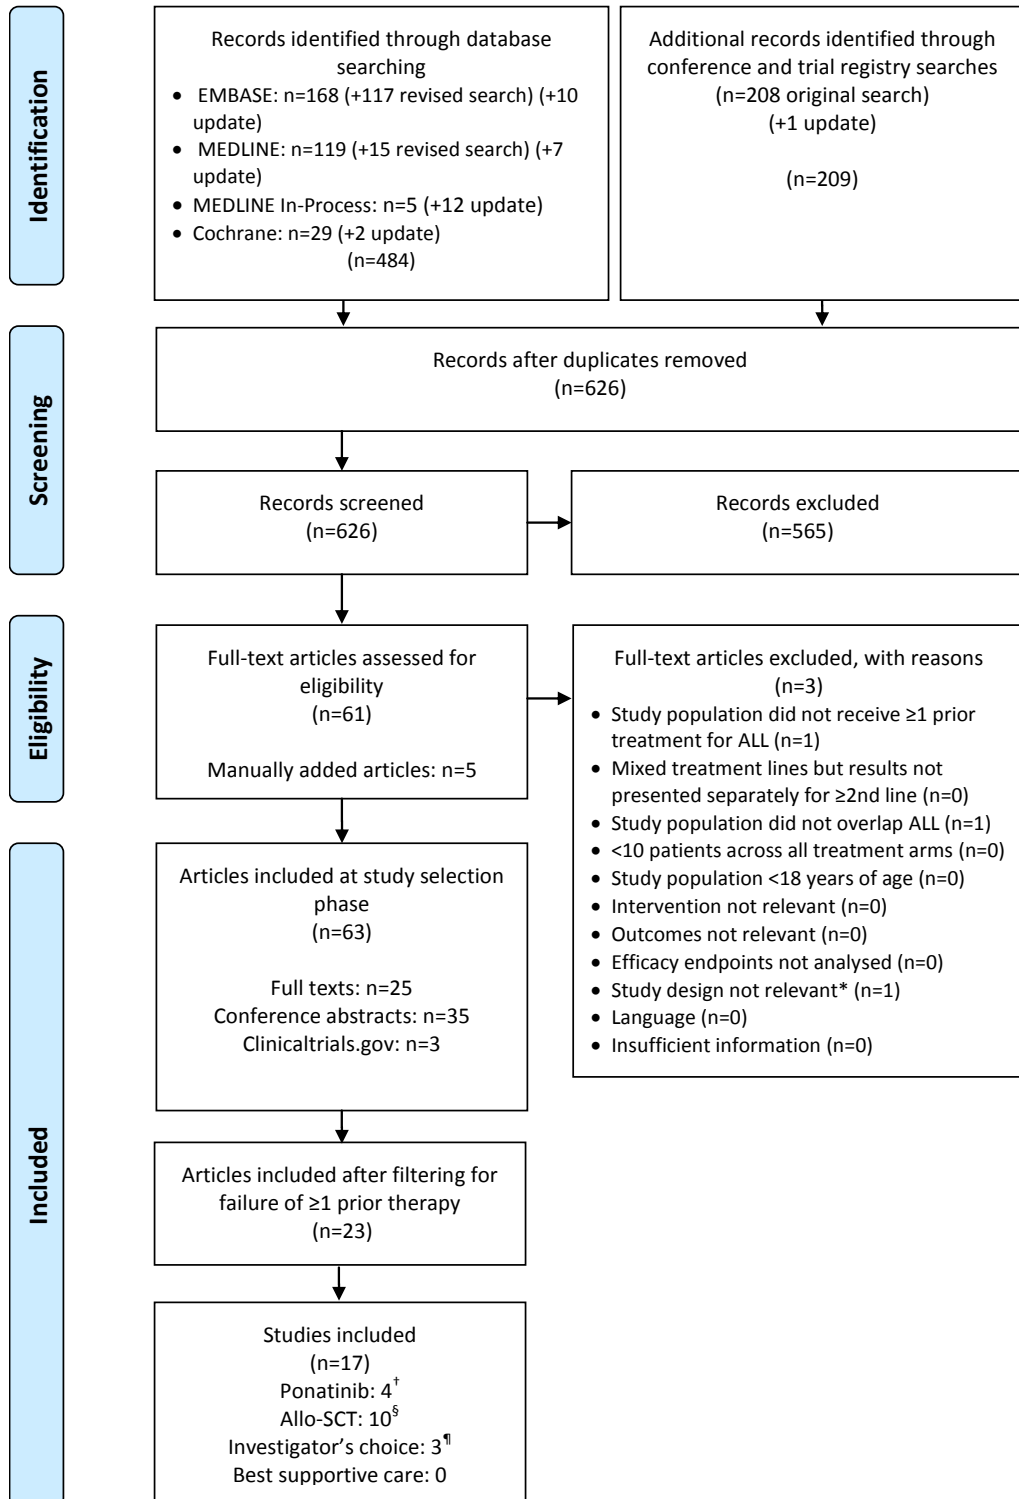 Identification
Records identified through database
searching
• EMBASE: n=168 (+117 revised search) (+10
update)
• MEDLINE: n=119 (+15 revised search) (+7
update)
• MEDLINE In-Process: n=5 (+12 update)
• Cochrane: n=29 (+2 update)
(n=484)
Additional records identified through
conference and trial registry searches
(n=208 original search)
(+1 update)
(n=209)
Screening
Records after duplicates removed
(n=626)
Records screened
(n=626)
Records excluded
(n=565)
Eligibility
Full-text articles assessed for
eligibility
(n=61)
Manually added articles: n=5
Full-text articles excluded, with reasons
(n=3)
• Study population did not receive ≥1 prior
treatment for ALL (n=1)
• Mixed treatment lines but results not
presented separately for ≥2nd line (n=0)
• Study population did not overlap ALL (n=1)
• <10 patients across all treatment arms (n=0)
• Study population <18 years of age (n=0)
• Intervention not relevant (n=0)
• Outcomes not relevant (n=0)
• Efficacy endpoints not analysed (n=0)
• Study design not relevant* (n=1)
• Language (n=0)
• Insufficient information (n=0)
Included
Articles included at study selection
phase
(n=63)
Full texts: n=25
Conference abstracts: n=35
Clinicaltrials.gov: n=3
Articles included after filtering for
failure of ≥1 prior therapy
(n=23)
Studies included
(n=17)
Ponatinib: 4†
Allo-SCT: 10§
Investigator's choice: 3¶
Best supportive care: 0